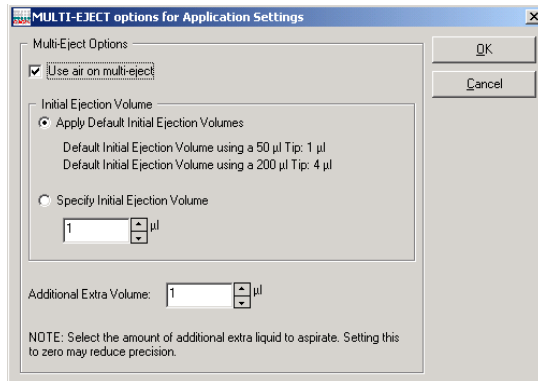 MULTI-EJECT options for Application Settings
Multi-Eject Options
OK
Use air on multi-eject
Cancel
Initial Ejection Volume
Apply Default Initial Ejection Volumes
Default Initial Ejection Volume using a 50 µl Tip: 1 µl
Default Initial Ejection Volume using a 200 µl Tip: 4 µl
Specify Initial Ejection Volume
1 µl
Additional Extra Volume: 1 µl
NOTE: Select the amount of additional extra liquid to aspirate. Setting this
to zero may reduce precision.